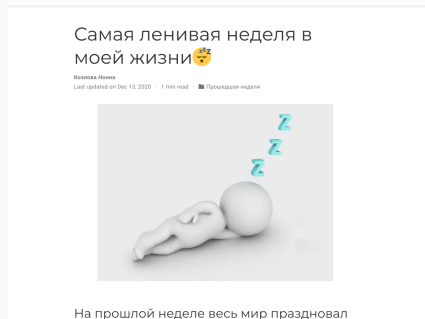 Самая ленивая неделя в
моей жизни😴
Козлова Нонна
Last updated on Dec 13, 2020 · 1 min read · Прошедшая неделя
Z
Z
Z
На прошлой неделе весь мир праздновал